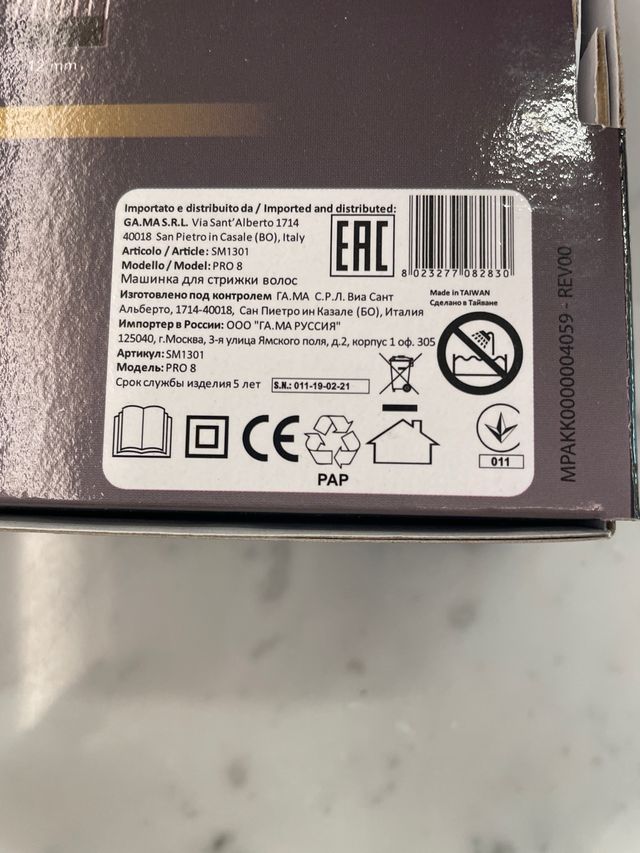 12 mm
Importato e distribuito da / Imported and distributed:
GA.MA S.R.L. Via Sant'Alberto 1714
40018 San Pietro in Casale (BO), Italy
Articolo / Article: SM1301
Modello / Model: PRO 8
Машинка для стрижки волос
EAC
8 023277 082830
Made in TAIWAN
Сделано в Тайване
Изготовлено под контролем ГА.МА С.Р.Л. Виа Сант
Альберто, 1714-40018, Сан Пиетро ин Казале (БО), Италия
Импортер в России: ООО "ГА.МА РУССИЯ"
125040, г.Москва, 3-я улица Ямского поля, д.2, корпус 1 оф. 305
Артикул: SM1301
Модель: PRO 8
Срок службы изделия 5 лет
S.N.: 011-19-02-21
CE
PAP
011
MPAKK0000004059 - REV00